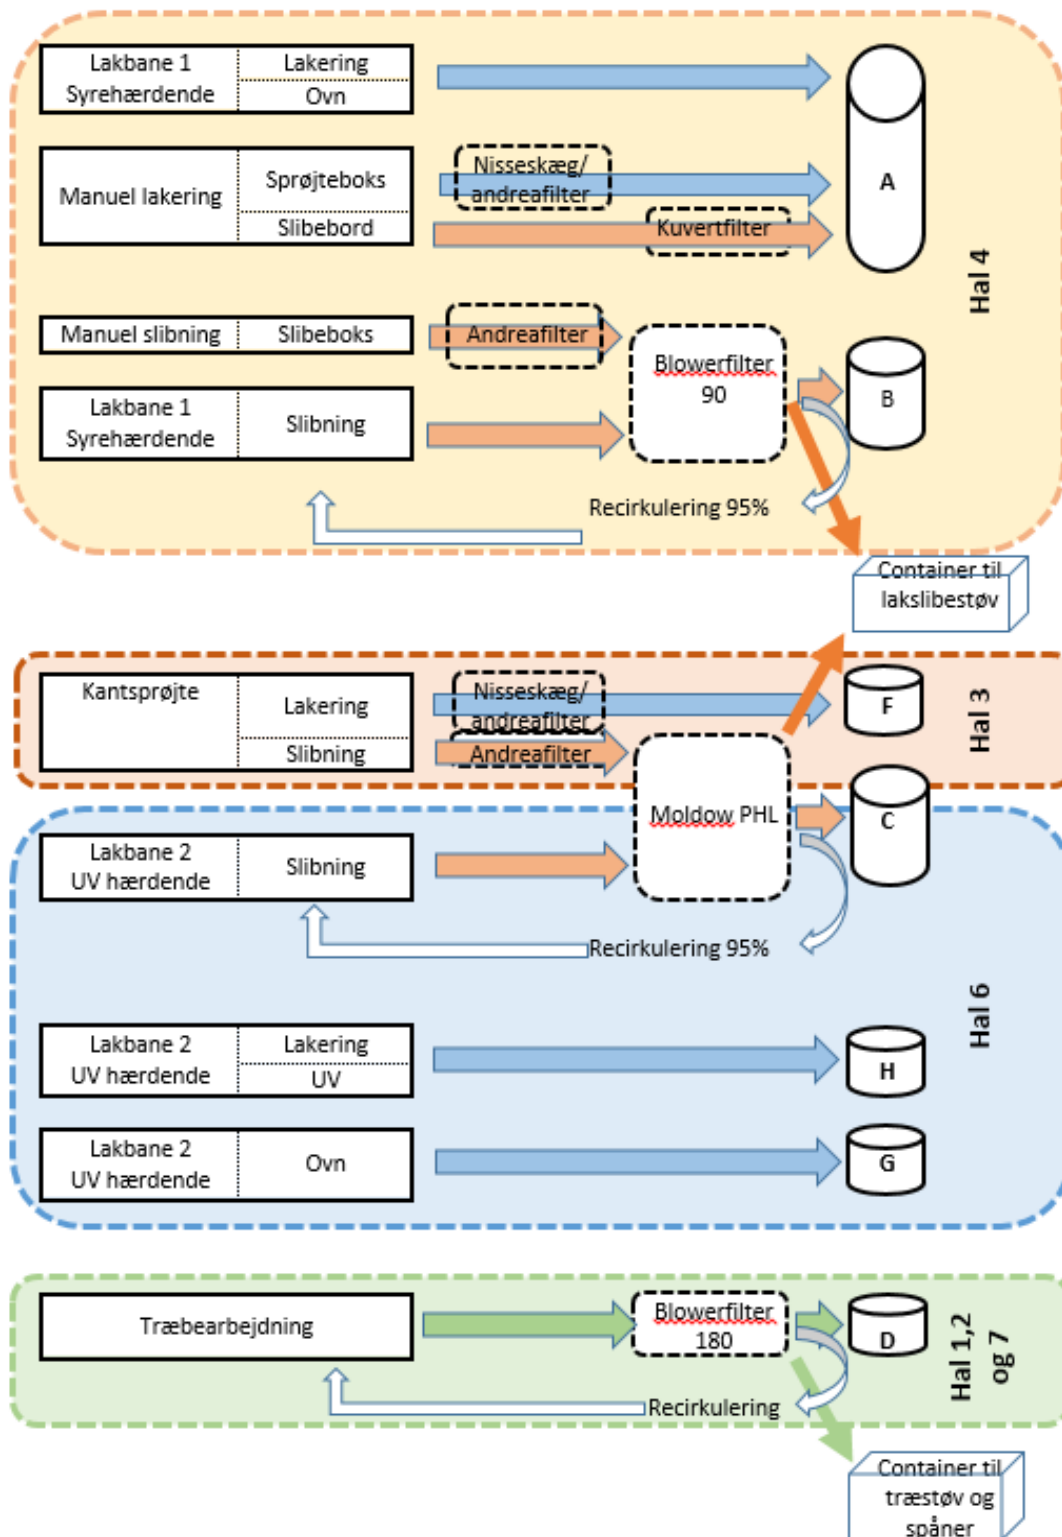 Lakbane 1
Syrehærdende
Lakering
Ovn
Manuel lakering
Sprøjteboks
Slibebord
Nisseskæg/
andreafilter
Kuvertfilter
A
Hal 4
Manuel slibning
Slibeboks
Andreafilter
Lakbane 1
Syrehærdende
Slibning
Blowerfilter
90
B
Recirkulering 95%
Container til
lakslibestøv
Kantsprøjte
Lakering
Slibning
Nisseskæg/
andreafilter
Andreafilter
F
Hal 3
Moldow PHL
C
Lakbane 2
UV hærdende
Slibning
Recirkulering 95%
Hal 6
Lakbane 2
UV hærdende
Lakering
UV
H
Lakbane 2
UV hærdende
Ovn
G
Træbearbejdning
Blowerfilter
180
D
Hal 1,2
og 7
Recirkulering
Container til
træstøv og
spåner